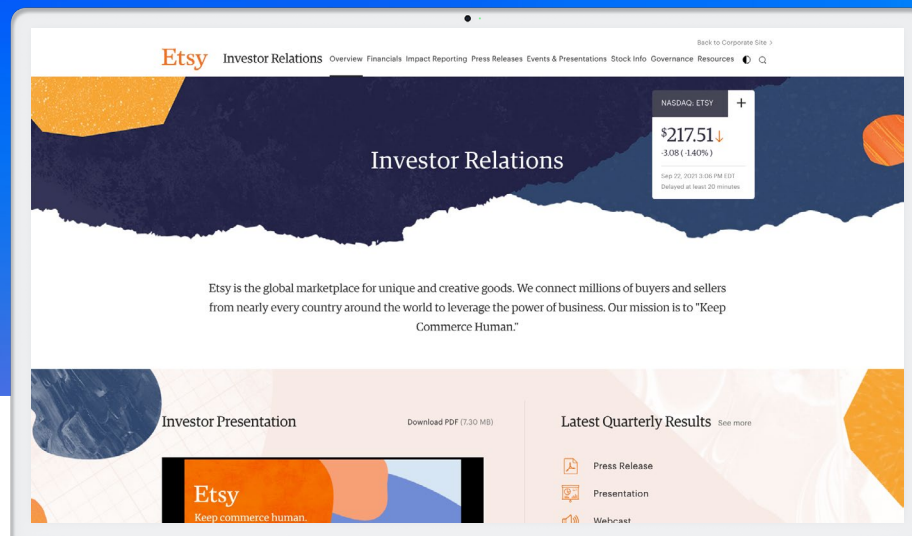 Back to Corporate Site >
Etsy Investor Relations Overview Financials Impact Reporting Press Releases Events & Presentations Stock Info Governance Resources
Investor Relations
NASDAQ: ETSY +
$217.51↓
-3.08 ( -1.40% )
Sep 22, 2021 3:06 PM EDT
Delayed at least 20 minutes
Etsy is the global marketplace for unique and creative goods. We connect millions of buyers and sellers
from nearly every country around the world to leverage the power of business. Our mission is to "Keep
Commerce Human."
Investor Presentation
Download PDF (7.30 MB)
Etsy
Keep commerce human.
Latest Quarterly Results See more
Press Release
Presentation
Webcast